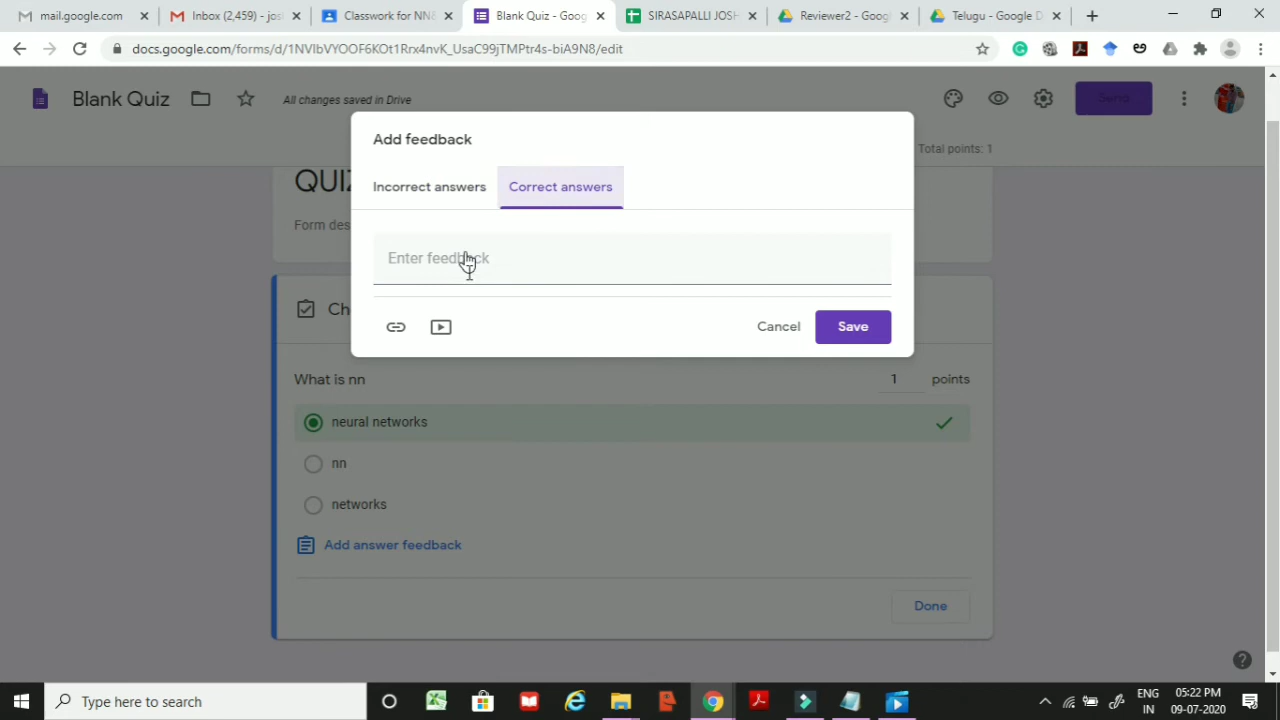 mail.google.com
Inbox (2,459) - jos
Classwork for NN&
Blank Quiz - Goog
SIRASAPALLI JOSH
Reviewer2 - Googl
Telugu - Google D
docs.google.com/forms/d/1NVIbVYOOF6KOt1Rrx4nvK_UsaC99jTMPtr4s-biA9N8/edit
Blank Quiz
All changes saved in Drive
Send
Total points: 1
QUIZ
Form des
Add feedback
Incorrect answers
Correct answers
Enter feedback
Cancel
Save
Ch
What is nn
1 points
neural networks
nn
networks
Add answer feedback
Done
Type here to search
ENG
IN
05:22 PM
09-07-2020